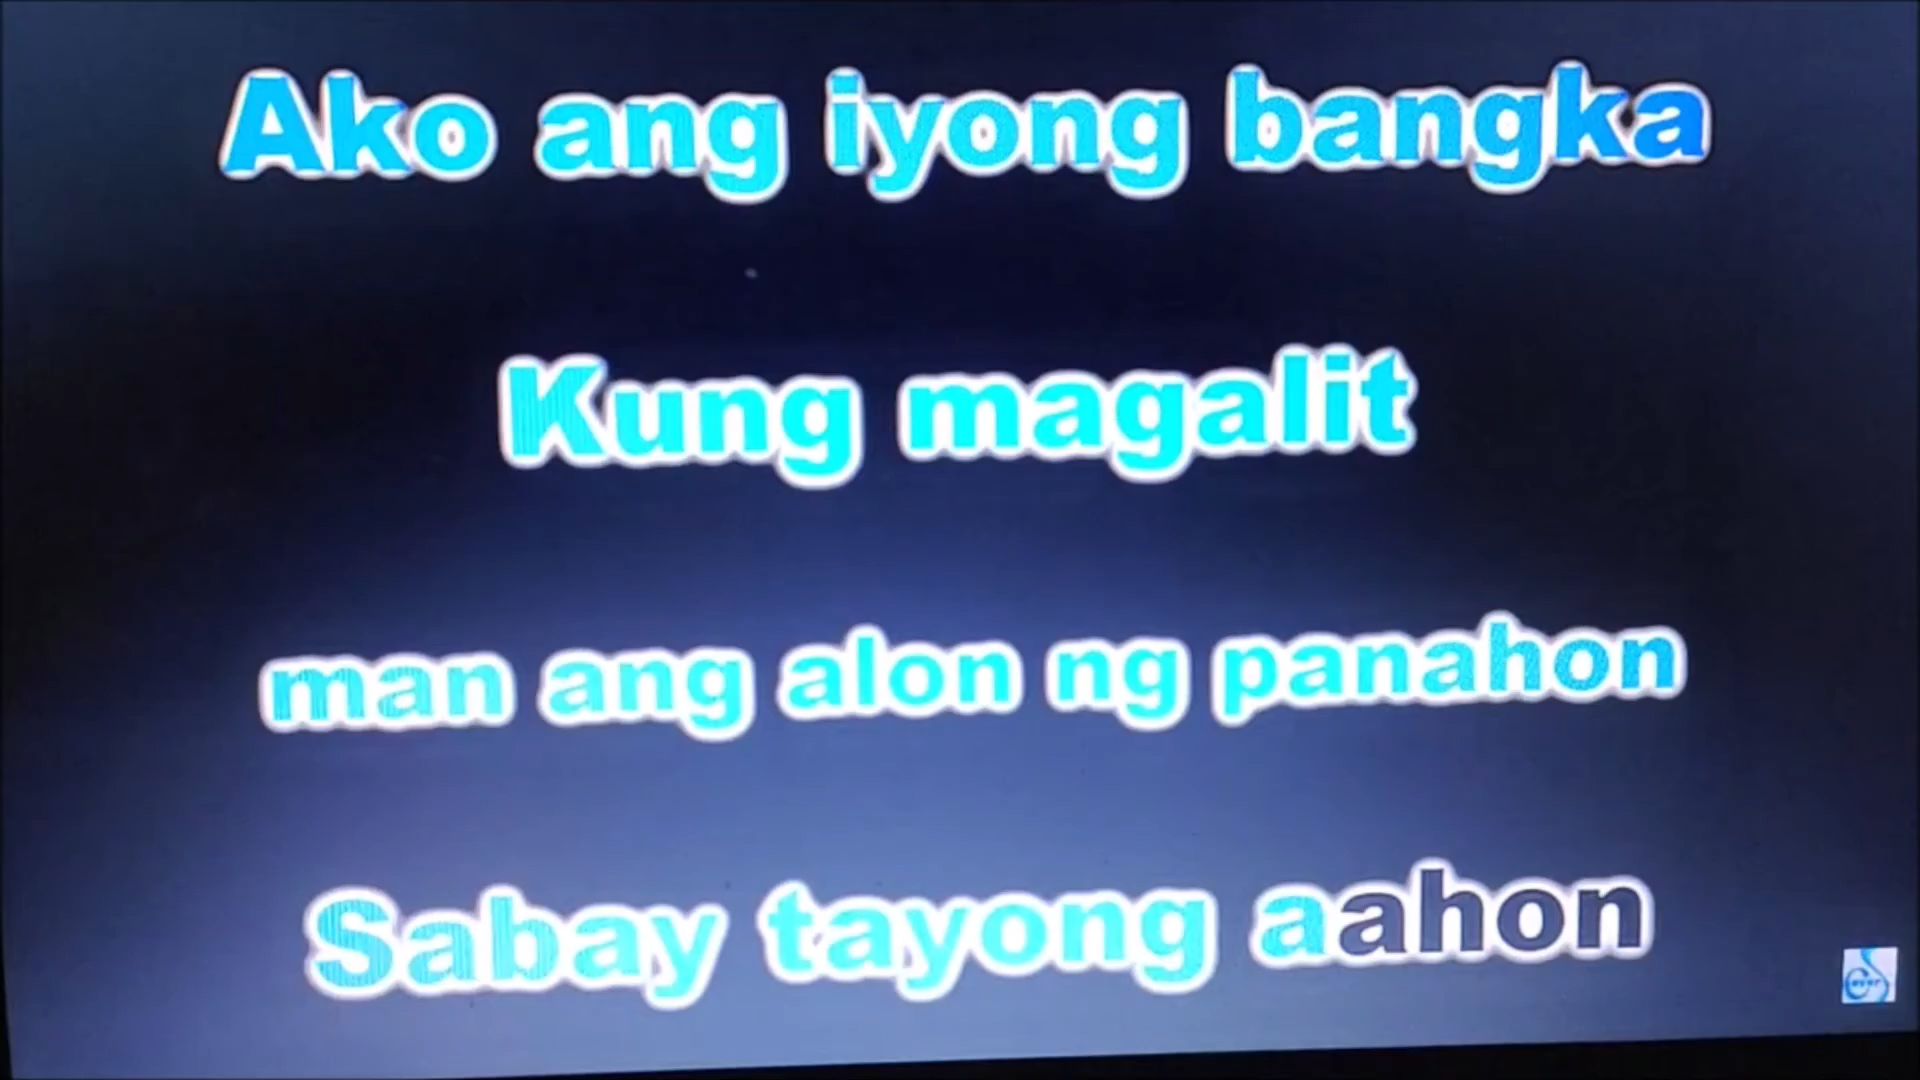 Ako ang iyong bangka
Kung magalit
man ang alon ng panahon
Sabay tayong aahon